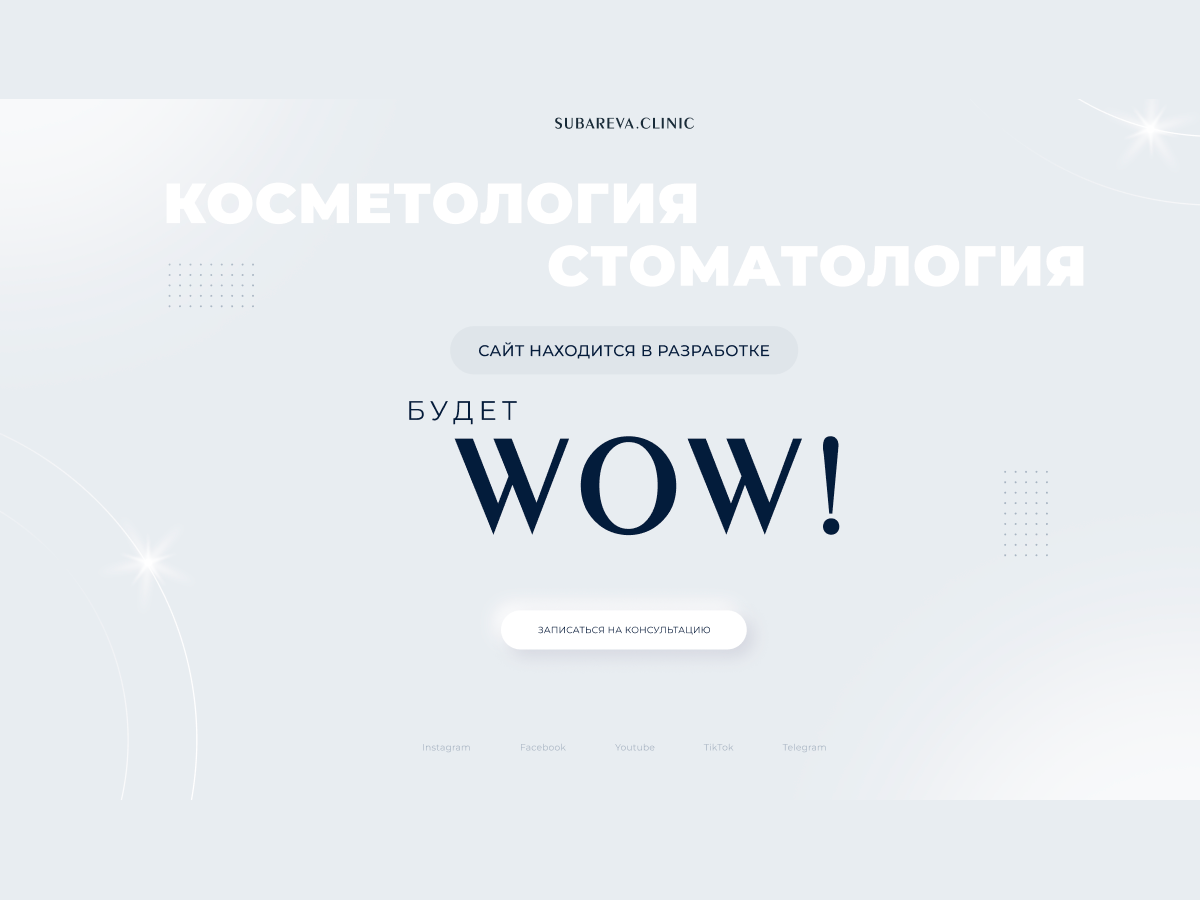 SUBAREVA.CLINIC
КОСМЕТОЛОГИЯ
СТОМАТОЛОГИЯ
САЙТ НАХОДИТСЯ В РАЗРАБОТКЕ
БУДЕТ
WOW!
ЗАПИСАТЬСЯ НА КОНСУЛЬТАЦИЮ
Instagram Facebook Youtube TikTok Telegram